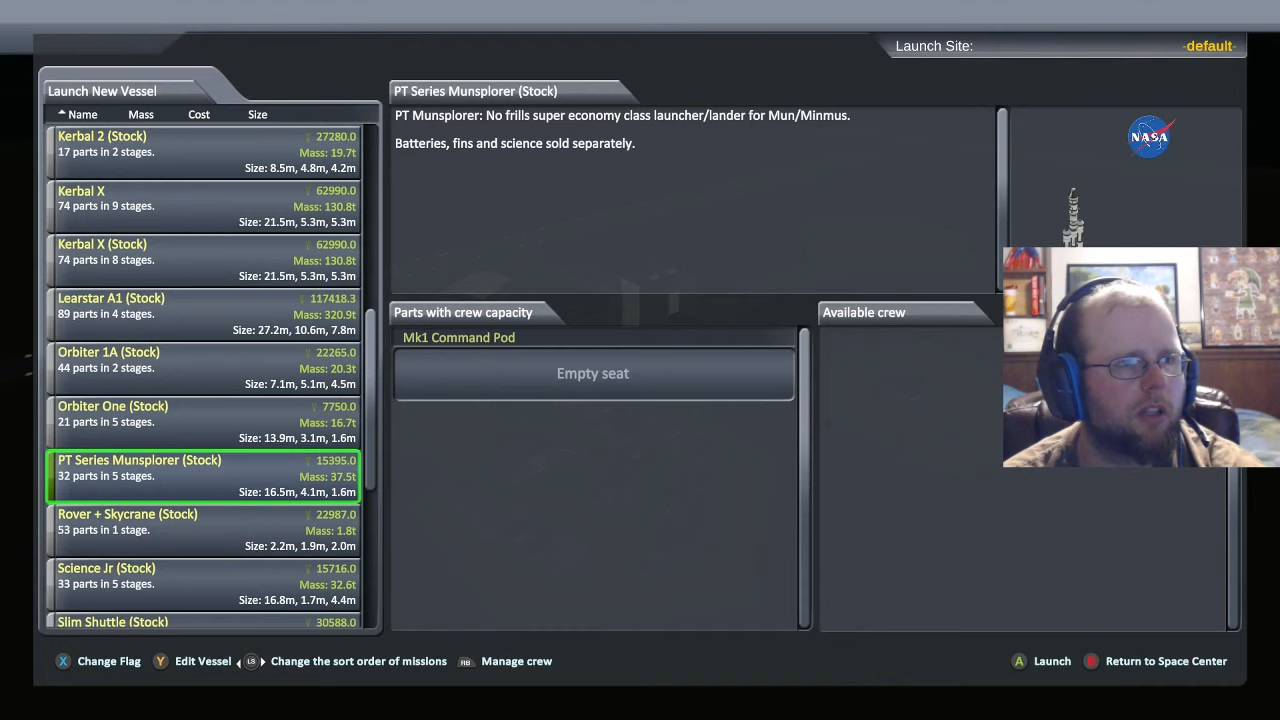 Launch Site:
-default-
Launch New Vessel
Name Mass Cost Size
Kerbal 2 (Stock) 27280.0
17 parts in 2 stages. Mass: 19.7t
Size: 8.5m, 4.8m, 4.2m
Kerbal X 62990.0
74 parts in 9 stages. Mass: 130.8t
Size: 21.5m, 5.3m, 5.3m
Kerbal X (Stock) 62990.0
74 parts in 8 stages. Mass: 130.8t
Size: 21.5m, 5.3m, 5.3m
Learstar A1 (Stock) 117418.3
89 parts in 4 stages. Mass: 320.9t
Size: 27.2m, 10.6m, 7.8m
Orbiter 1A (Stock) 22265.0
44 parts in 2 stages. Mass: 20.3t
Size: 7.1m, 5.1m, 4.5m
Orbiter One (Stock) 7750.0
21 parts in 5 stages. Mass: 16.7t
Size: 13.9m, 3.1m, 1.6m
PT Series Munsplorer (Stock) 15395.0
32 parts in 5 stages. Mass: 37.5t
Size: 16.5m, 4.1m, 1.6m
Rover + Skycrane (Stock) 22987.0
53 parts in 1 stage. Mass: 1.8t
Size: 2.2m, 1.9m, 2.0m
Science Jr (Stock) 15716.0
33 parts in 5 stages. Mass: 32.6t
Size: 16.8m, 1.7m, 4.4m
Slim Shuttle (Stock) 30588.0
PT Series Munsplorer (Stock)
PT Munsplorer: No frills super economy class launcher/lander for Mun/Minmus.
Batteries, fins and science sold separately.
NASA
Parts with crew capacity
Mk1 Command Pod
Empty seat
Available crew
X Change Flag Y Edit Vessel LS Change the sort order of missions RB Manage crew
A Launch B Return to Space Center